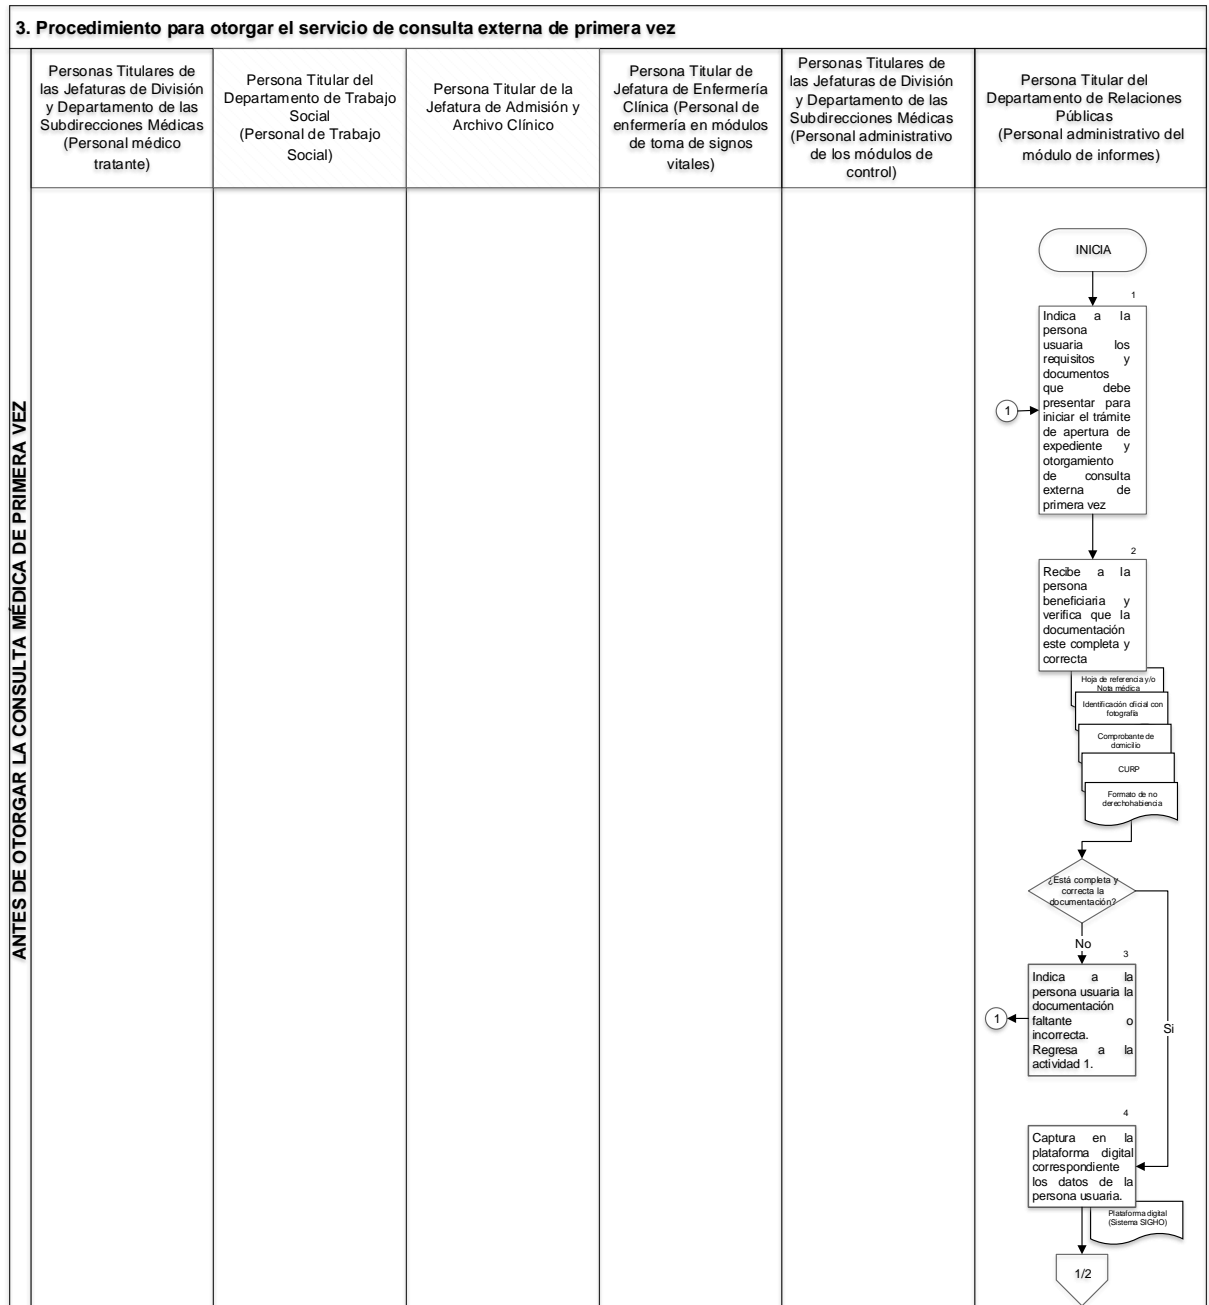 3. Procedimiento para otorgar el servicio de consulta externa de primera vez
Personas Titulares de
las Jefaturas de División
y Departamento de las
Subdirecciones Médicas
(Personal médico
tratante)
Persona Titular del
Departamento de Trabajo
Social
(Personal de Trabajo
Social)
Persona Titular de la
Jefatura de Admisión y
Archivo Clínico
Persona Titular de
Jefatura de Enfermería
Clínica (Personal de
enfermería en módulos
de toma de signos
vitales)
Personas Titulares de
las Jefaturas de División
y Departamento de las
Subdirecciones Médicas
(Personal administrativo
de los módulos de
control)
Persona Titular del
Departamento de Relaciones
Públicas
(Personal administrativo del
módulo de informes)
ANTES DE OTORGAR LA CONSULTA MÉDICA DE PRIMERA VEZ
INICIA
1
Indica a la
persona
usuaria los
requisitos y
documentos
que debe
presentar para
iniciar el trámite
de apertura de
expediente y
otorgamiento
de consulta
externa de
primera vez
1
2
Recibe a la
persona
beneficiaria y
verifica que la
documentación
este completa y
correcta
Hoja de referencia y/o
Nota médica
Identificación oficial con
fotografía
Comprobante de
domicilio
CURP
Formato de no
derechohabiencia
¿Está completa y
correcta la
documentación?
No
3
Indica a la
persona usuaria la
documentación
faltante o
incorrecta.
Regresa a la
actividad 1.
1
Si
4
Captura en la
plataforma digital
correspondiente
los datos de la
persona usuaria.
Plataforma digital
(Sistema SIGHO)
1/2